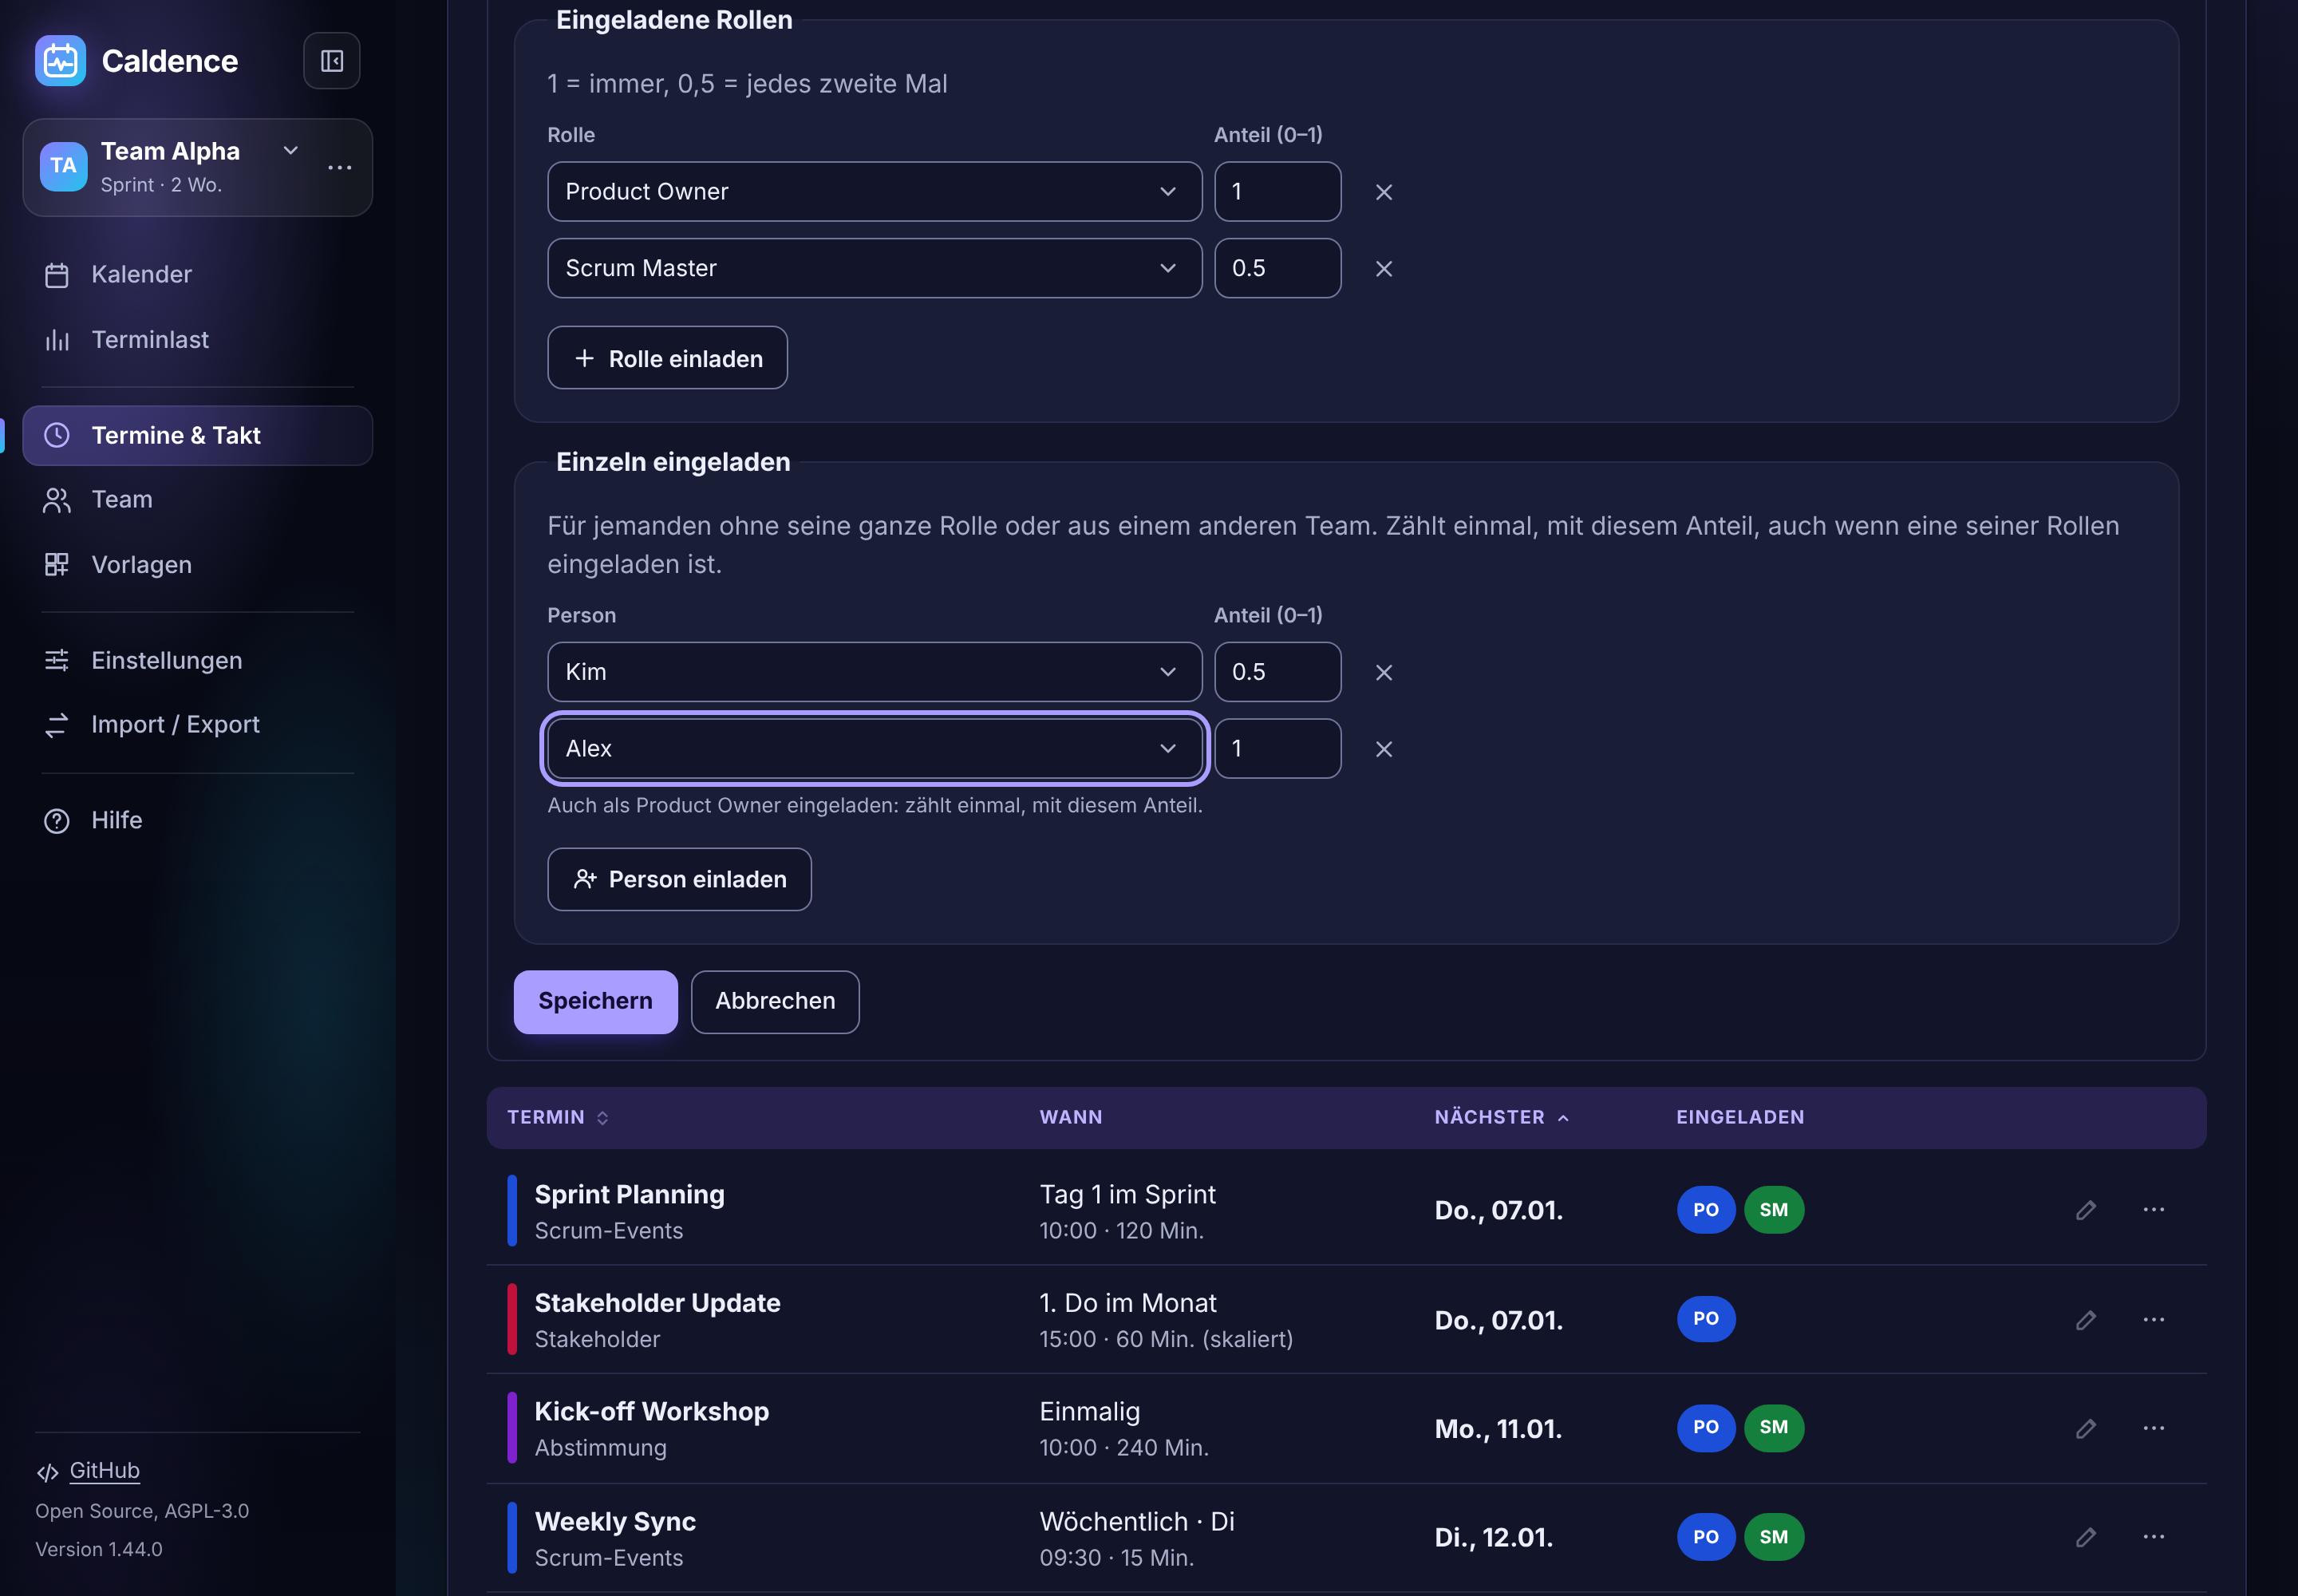 Caldence
TA
Team Alpha
Sprint · 2 Wo.
Kalender
Terminlast
Termine & Takt
Team
Vorlagen
Einstellungen
Import / Export
Hilfe
GitHub
Open Source, AGPL-3.0
Version 1.44.0
Eingeladene Rollen
1 = immer, 0,5 = jedes zweite Mal
Rolle Anteil (0–1)
Product Owner 1
Scrum Master 0.5
Rolle einladen
Einzeln eingeladen
Für jemanden ohne seine ganze Rolle oder aus einem anderen Team. Zählt einmal, mit diesem Anteil, auch wenn eine seiner Rollen
eingeladen ist.
Person Anteil (0–1)
Kim 0.5
Alex 1
Auch als Product Owner eingeladen: zählt einmal, mit diesem Anteil.
Person einladen
Speichern Abbrechen
TERMIN WANN NÄCHSTER EINGELADEN
Sprint Planning Tag 1 im Sprint Do., 07.01. PO SM
Scrum-Events 10:00 · 120 Min.
Stakeholder Update 1. Do im Monat Do., 07.01. PO
Stakeholder 15:00 · 60 Min. (skaliert)
Kick-off Workshop Einmalig Mo., 11.01. PO SM
Abstimmung 10:00 · 240 Min.
Weekly Sync Wöchentlich · Di Di., 12.01. PO SM
Scrum-Events 09:30 · 15 Min.